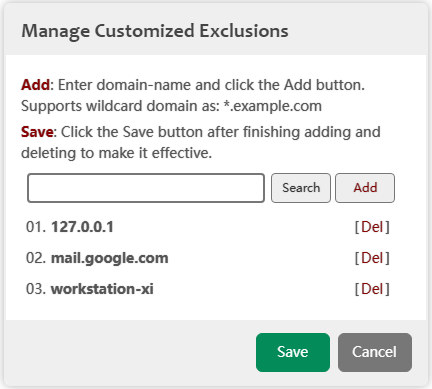 Manage Customized Exclusions
Add: Enter domain-name and click the Add button.
Supports wildcard domain as: *.example.com
Save: Click the Save button after finishing adding and
deleting to make it effective.
Search Add
01. 127.0.0.1 [Del]
02. mail.google.com [Del]
03. workstation-xi [Del]
Save Cancel